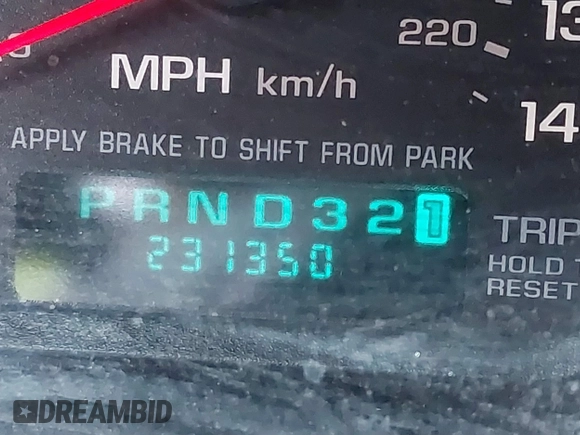 13
220
MPH km/h
14
APPLY BRAKE TO SHIFT FROM PARK
PRND321
231350
TRIP
HOLD
RESET
DREAMBID